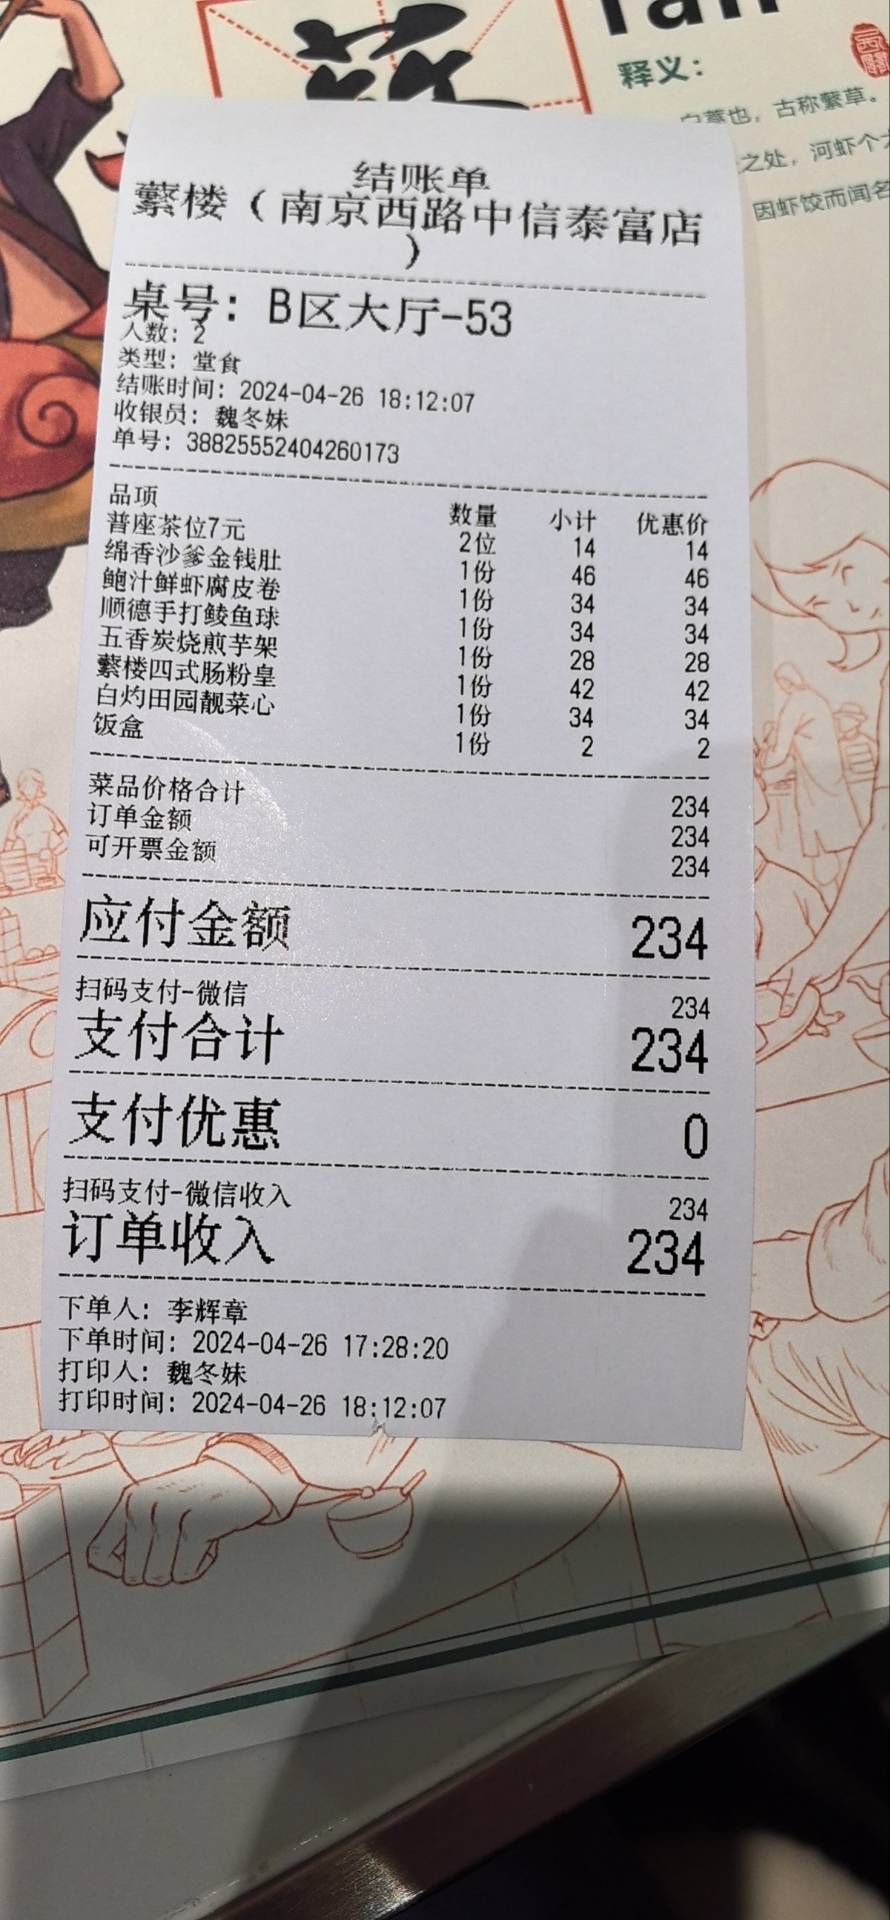 Tan
释义：
白蘩也，古称蘩草。
之处，河虾个大
因虾饺而闻名
结账单
蘩楼（南京西路中信泰富店
）
桌号：B区大厅-53
人数：2
类型：堂食
结账时间：2024-04-26 18:12:07
收银员：魏冬妹
单号：38825552404260173
品项 数量 小计 优惠价
普座茶位7元 2位 14 14
绵香沙爹金钱肚 1份 46 46
鲍汁鲜虾腐皮卷 1份 34 34
顺德手打鲮鱼球 1份 34 34
五香炭烧煎芋架 1份 28 28
蘩楼四式肠粉皇 1份 42 42
白灼田园靓菜心 1份 34 34
饭盒 1份 2 2
菜品价格合计 234
订单金额 234
可开票金额 234
应付金额 234
扫码支付-微信 234
支付合计 234
支付优惠 0
扫码支付-微信收入 234
订单收入 234
下单人：李辉章
下单时间：2024-04-26 17:28:20
打印人：魏冬妹
打印时间：2024-04-26 18:12:07